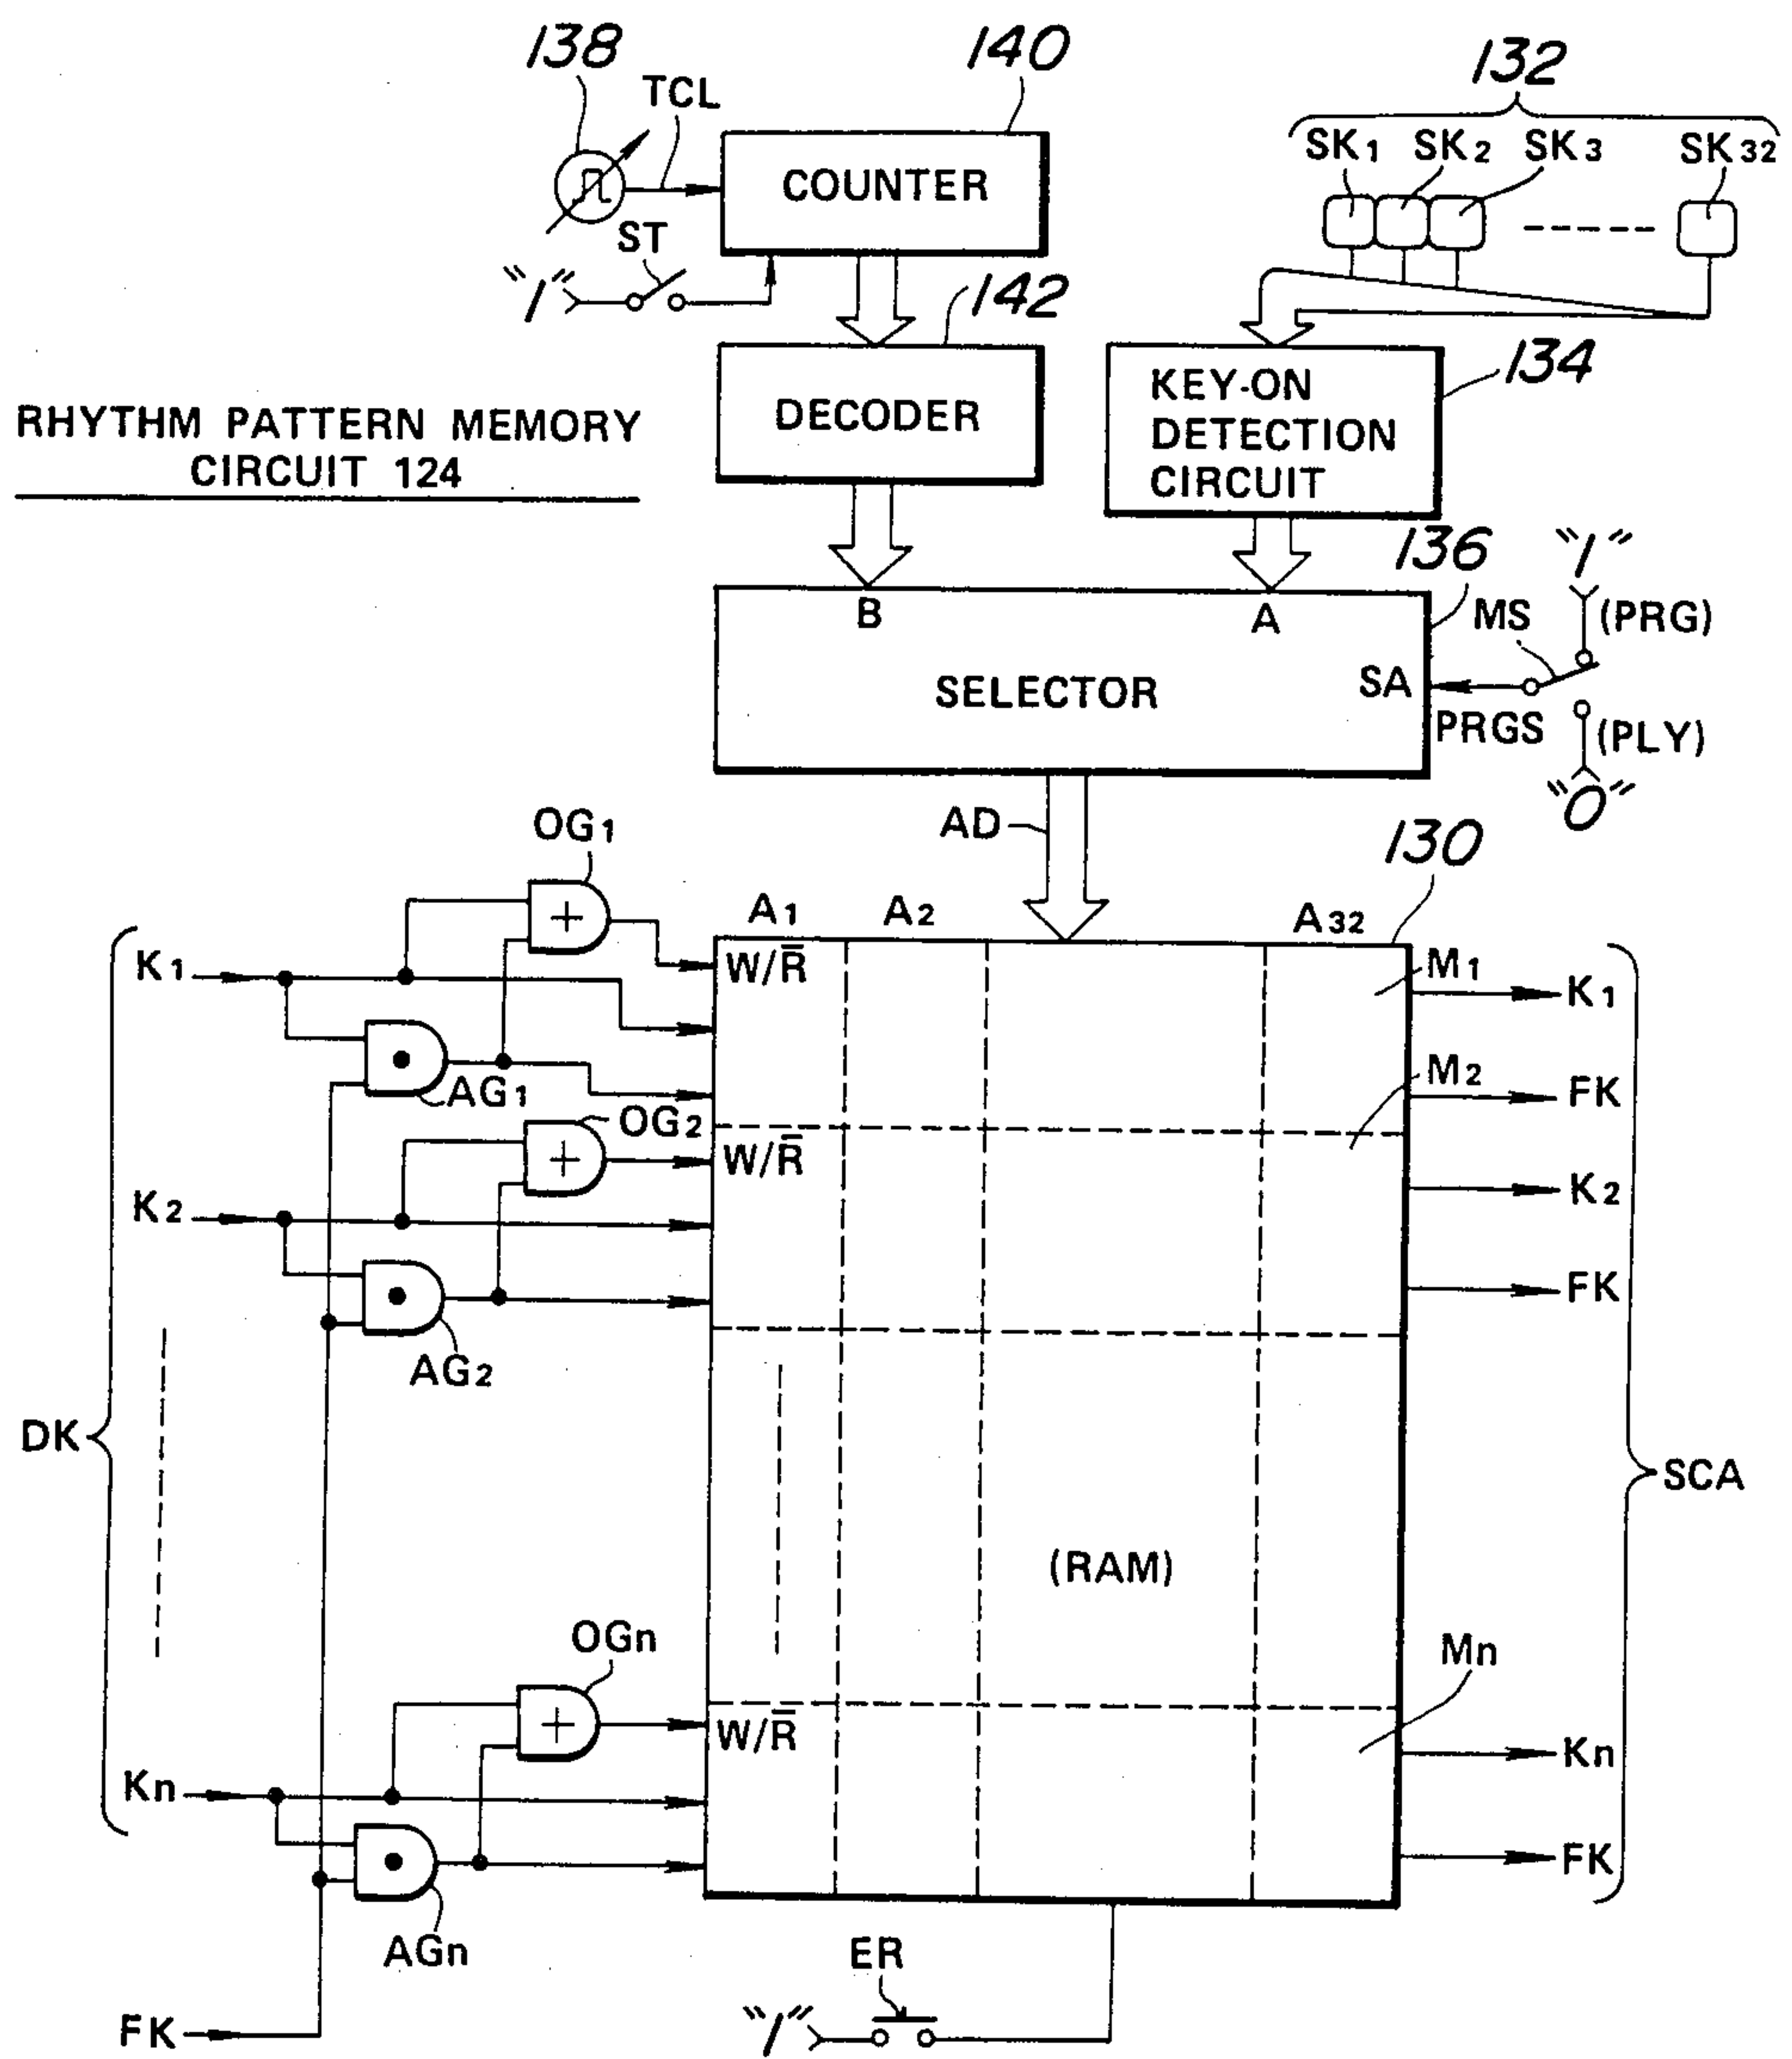 138
140
132
TCL
SK1 SK2 SK3 SK32
COUNTER
ST
"1"
142
134
RHYTHM PATTERN MEMORY
CIRCUIT 124
DECODER
KEY-ON
DETECTION
CIRCUIT
136
"1"
B A
MS
(PRG)
SELECTOR
SA
PRGS
(PLY)
"0"
AD
130
OG1
A1 A2 A32
K1
W/R̅
M1
K1
AG1
M2
FK
OG2
W/R̅
K2
K2
FK
AG2
DK
SCA
(RAM)
OGn
Mn
W/R̅
Kn
Kn
FK
AGn
ER
"1"
FK